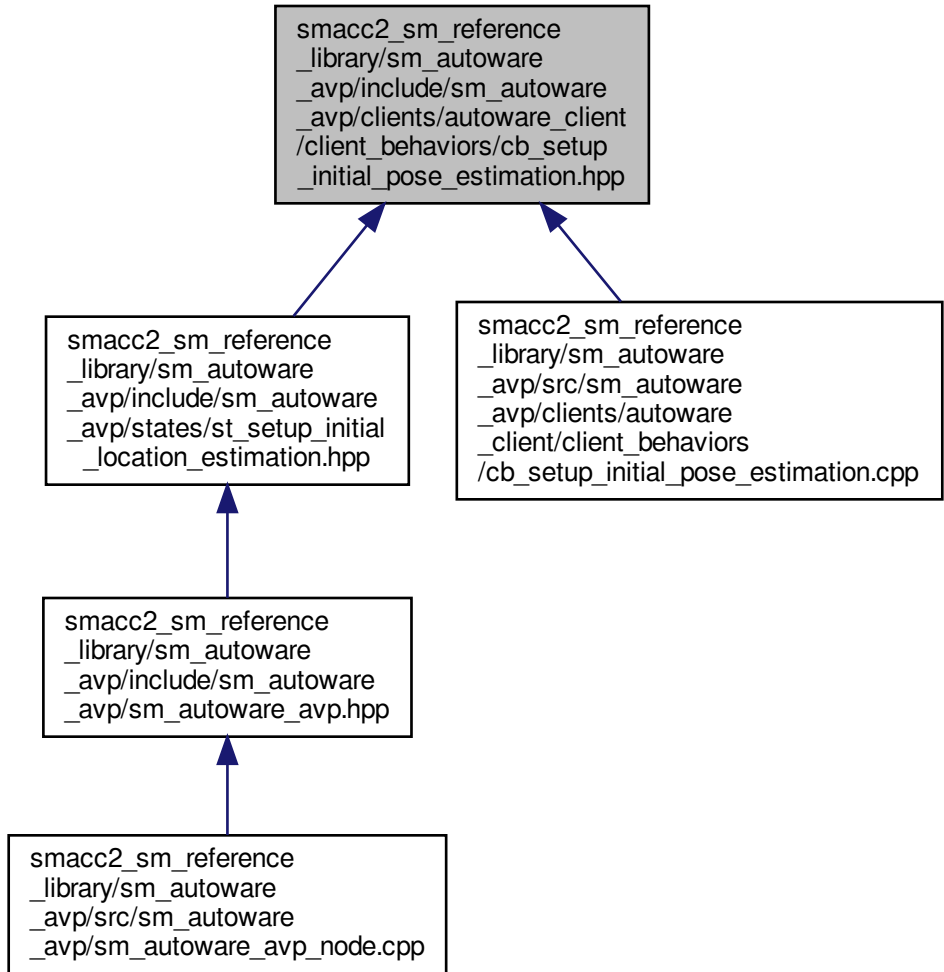 smacc2_sm_reference
_library/sm_autoware
_avp/include/sm_autoware
_avp/clients/autoware_client
/client_behaviors/cb_setup
_initial_pose_estimation.hpp
smacc2_sm_reference
_library/sm_autoware
_avp/include/sm_autoware
_avp/states/st_setup_initial
_location_estimation.hpp
smacc2_sm_reference
_library/sm_autoware
_avp/src/sm_autoware
_avp/clients/autoware
_client/client_behaviors
/cb_setup_initial_pose_estimation.cpp
smacc2_sm_reference
_library/sm_autoware
_avp/include/sm_autoware
_avp/sm_autoware_avp.hpp
smacc2_sm_reference
_library/sm_autoware
_avp/src/sm_autoware
_avp/sm_autoware_avp_node.cpp